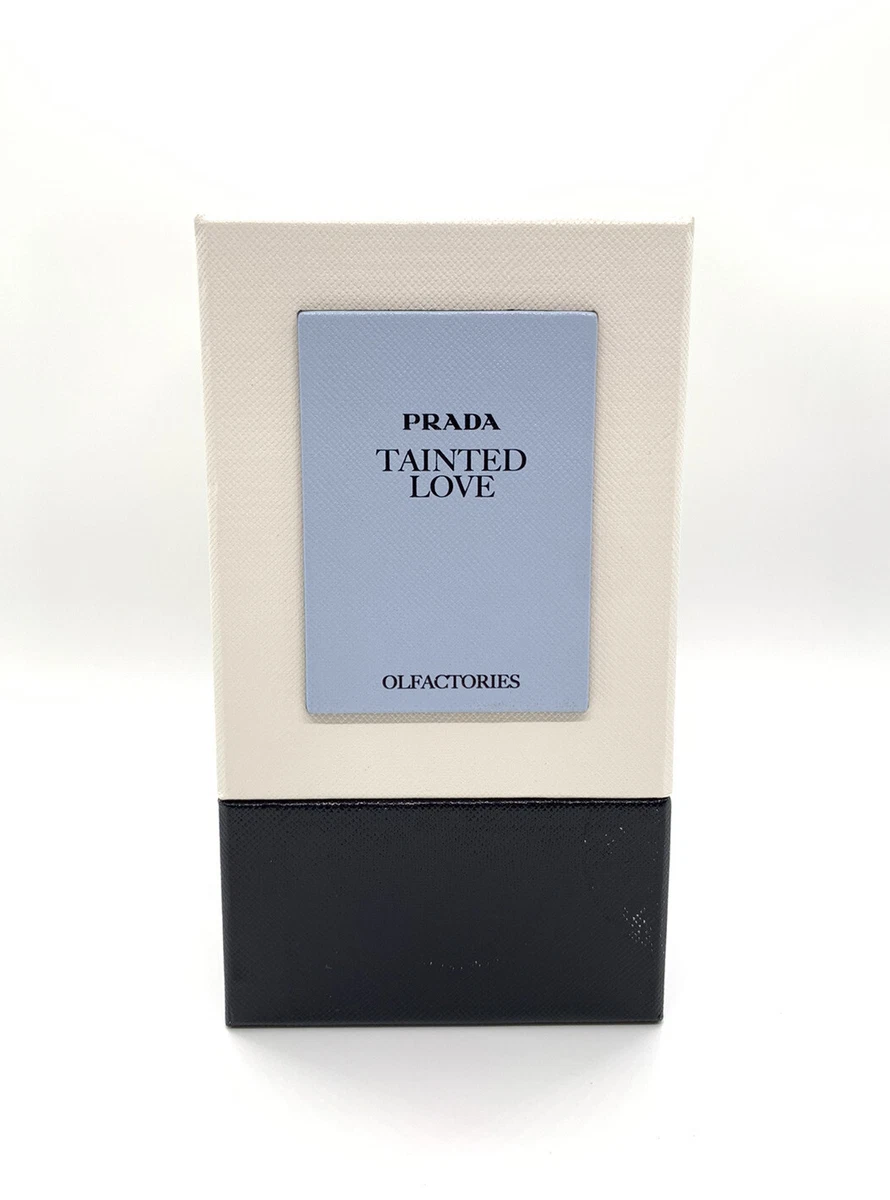 PRADA
TAINTED
LOVE
OLFACTORIES